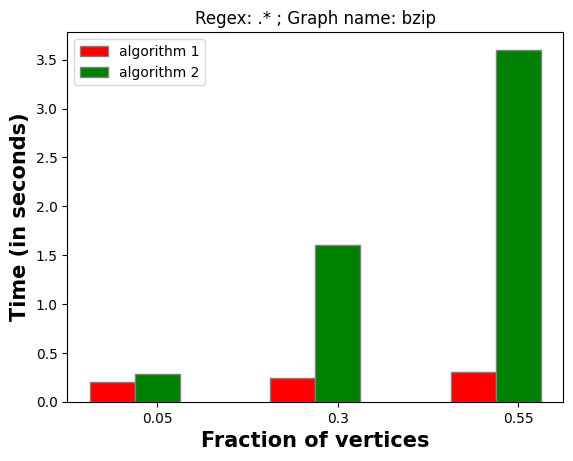 Regex: .* ; Graph name: bzip
algorithm 1
algorithm 2
3.5
3.0
2.5
2.0
1.5
1.0
0.5
0.0
Time (in seconds)
0.05 0.3 0.55
Fraction of vertices